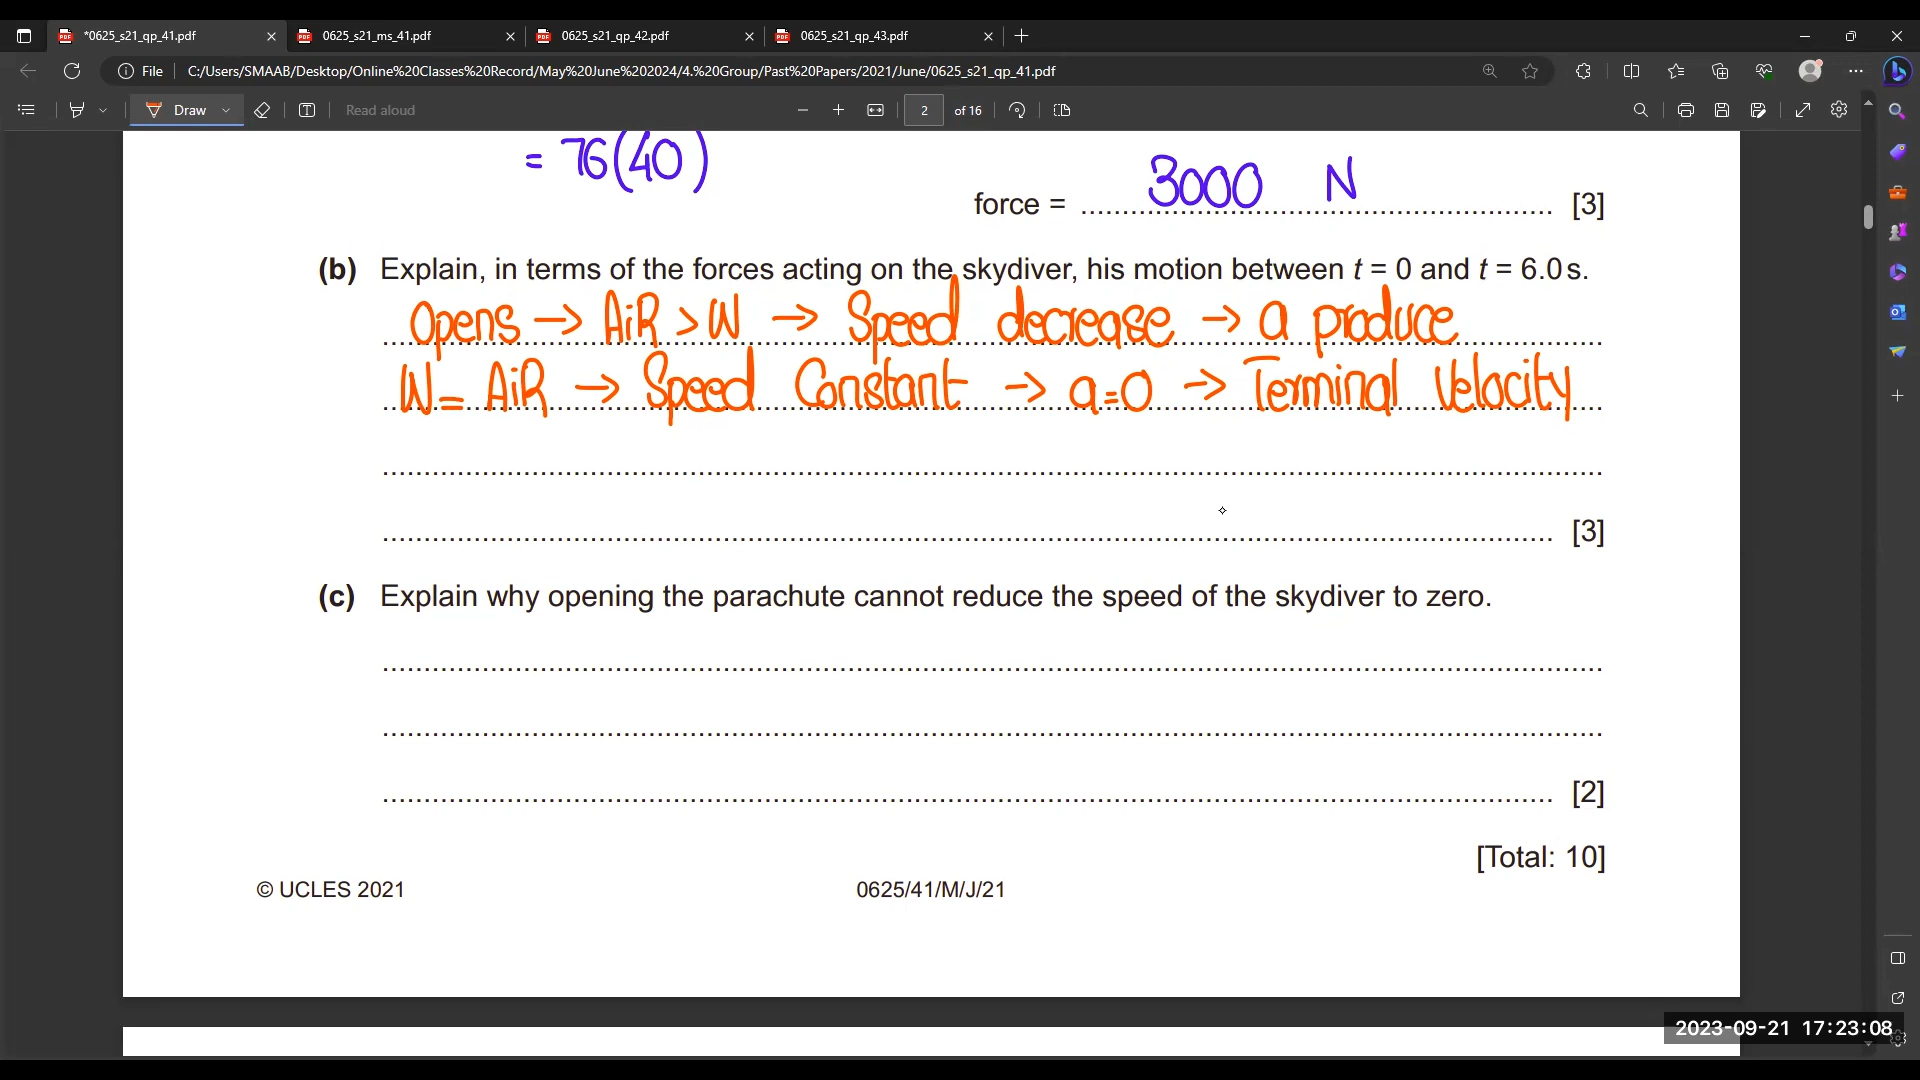 *0625_s21_qp_41.pdf
0625_s21_ms_41.pdf
0625_s21_qp_42.pdf
0625_s21_qp_43.pdf
File
C:/Users/SMAAB/Desktop/Online%20Classes%20Record/May%20June%202024/4.%20Group/Past%20Papers/2021/June/0625_s21_qp_41.pdf
Draw
Read aloud
2 of 16
= 76(40)
3000 N
force = [3]
(b) Explain, in terms of the forces acting on the skydiver, his motion between t = 0 and t = 6.0 s.
Opens → AiR > W → Speed decrease → a produce
W = AiR → Speed Constant → a=0 → Terminal Velocity
[3]
(c) Explain why opening the parachute cannot reduce the speed of the skydiver to zero.
[2]
[Total: 10]
© UCLES 2021 0625/41/M/J/21
2023-09-21 17:23:08